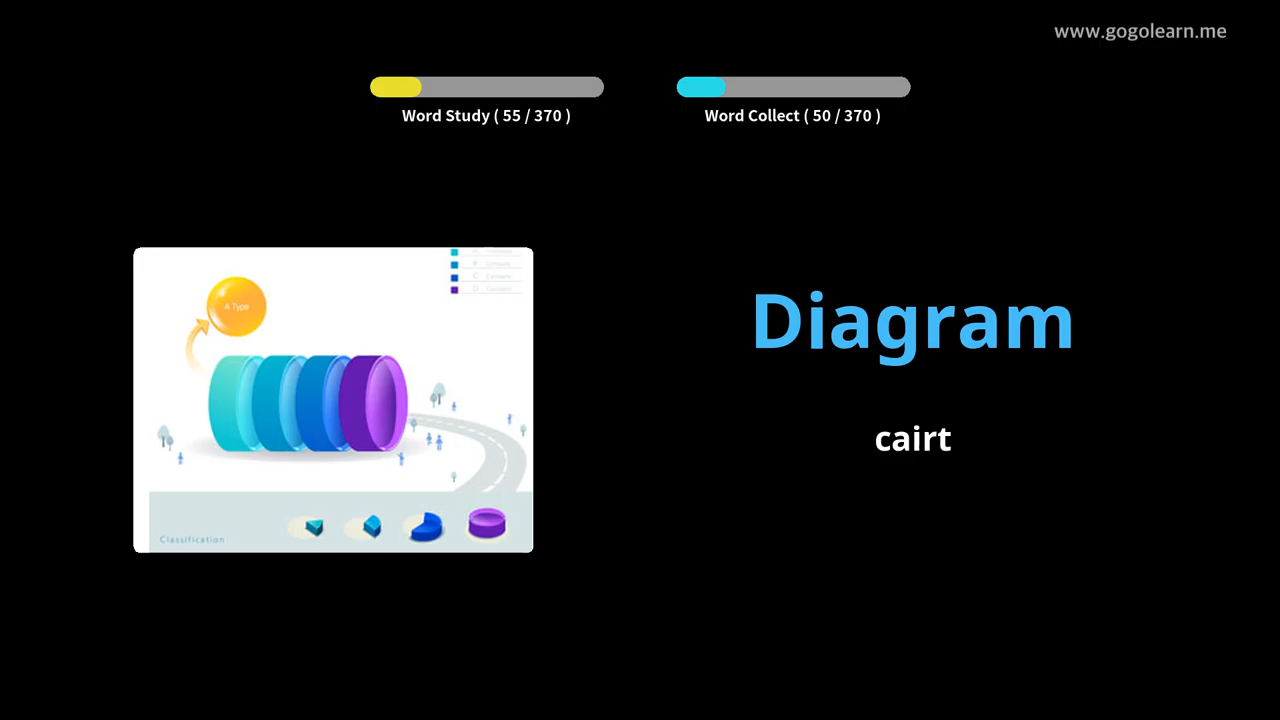 www.gogolearn.me
Word Study ( 55 / 370 )
Word Collect ( 50 / 370 )
A Type
Diagram
cairt
Classification